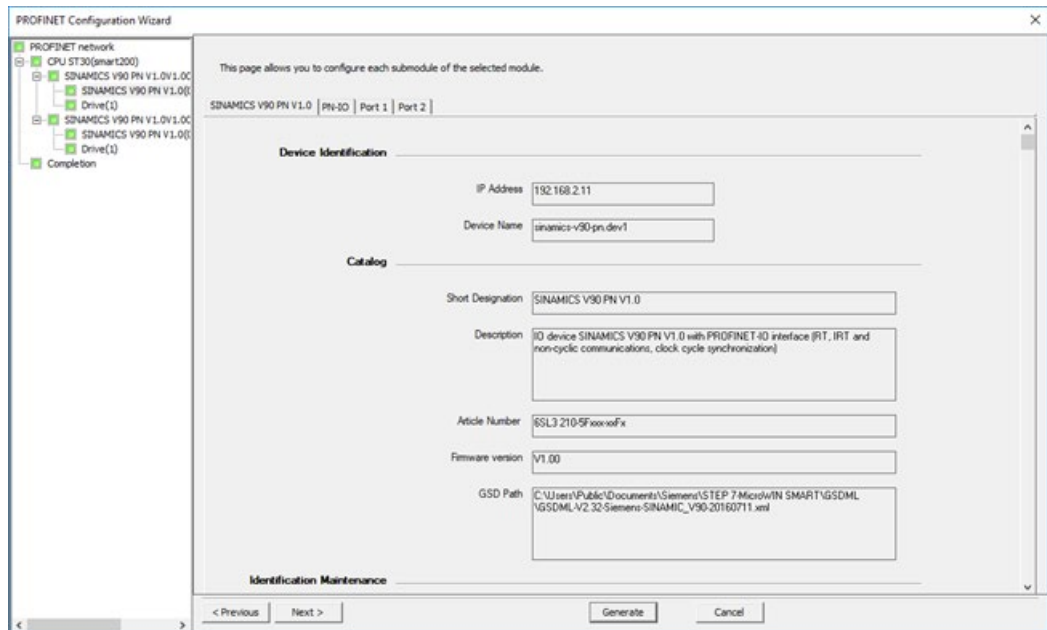 PROFINET Configuration Wizard
PROFINET network
CPU ST30(smart200)
SINAMICS V90 PN V1.0V1.0C
SINAMICS V90 PN V1.0(
Drive(1)
SINAMICS V90 PN V1.0V1.0C
SINAMICS V90 PN V1.0(
Drive(1)
Completion
This page allows you to configure each submodule of the selected module.
SINAMICS V90 PN V1.0 PN-IO Port 1 Port 2
Device Identification
IP Address 192.168.2.11
Device Name sinamics-v90-pn.dev1
Catalog
Short Designation SINAMICS V90 PN V1.0
Description IO device SINAMICS V90 PN V1.0 with PROFINET-IO interface (RT, IRT and
non-cyclic communications, clock cycle synchronization)
Article Number 6SL3 210-5Fxxx-xxFx
Firmware version V1.00
GSD Path C:\Users\Public\Documents\Siemens\STEP 7-MicroWIN SMART\GSDML
\GSDML-V2.32-Siemens-SINAMIC_V90-20160711.xml
Identification Maintenance
< Previous Next > Generate Cancel